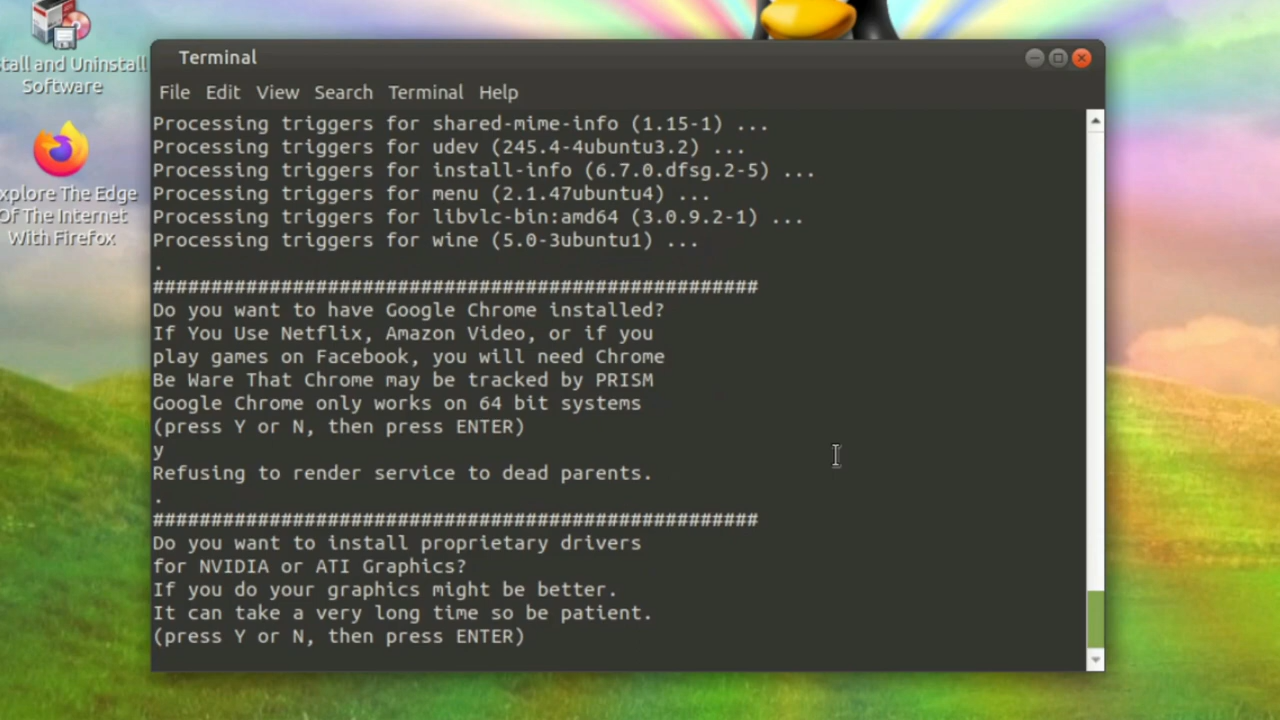 tall and Uninstall
Software
xplore The Edge
Of The Internet
With Firefox
Terminal
File Edit View Search Terminal Help
Processing triggers for shared-mime-info (1.15-1) ...
Processing triggers for udev (245.4-4ubuntu3.2) ...
Processing triggers for install-info (6.7.0.dfsg.2-5) ...
Processing triggers for menu (2.1.47ubuntu4) ...
Processing triggers for libvlc-bin:amd64 (3.0.9.2-1) ...
Processing triggers for wine (5.0-3ubuntu1) ...
.
####################################################
Do you want to have Google Chrome installed?
If You Use Netflix, Amazon Video, or if you
play games on Facebook, you will need Chrome
Be Ware That Chrome may be tracked by PRISM
Google Chrome only works on 64 bit systems
(press Y or N, then press ENTER)
y
Refusing to render service to dead parents.
.
####################################################
Do you want to install proprietary drivers
for NVIDIA or ATI Graphics?
If you do your graphics might be better.
It can take a very long time so be patient.
(press Y or N, then press ENTER)